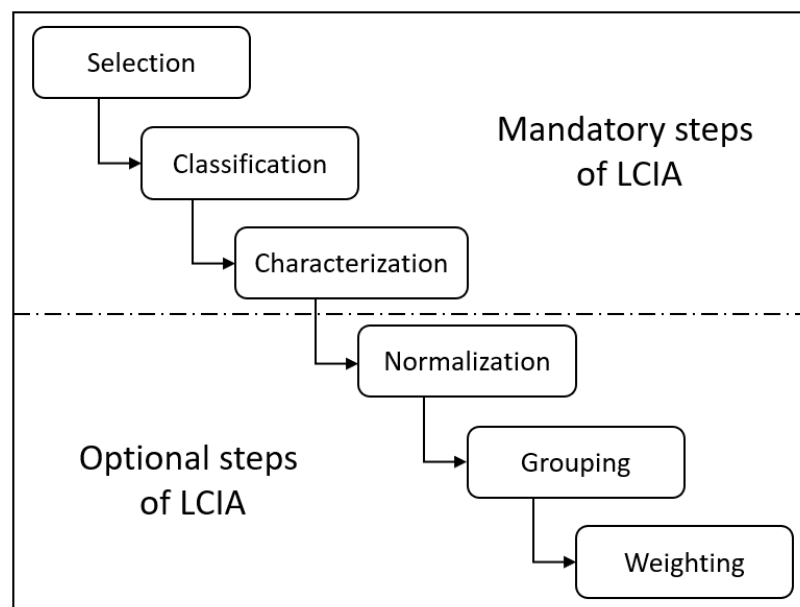 Selection
Mandatory steps
of LCIA
Classification
Characterization
Normalization
Optional steps
of LCIA
Grouping
Weighting